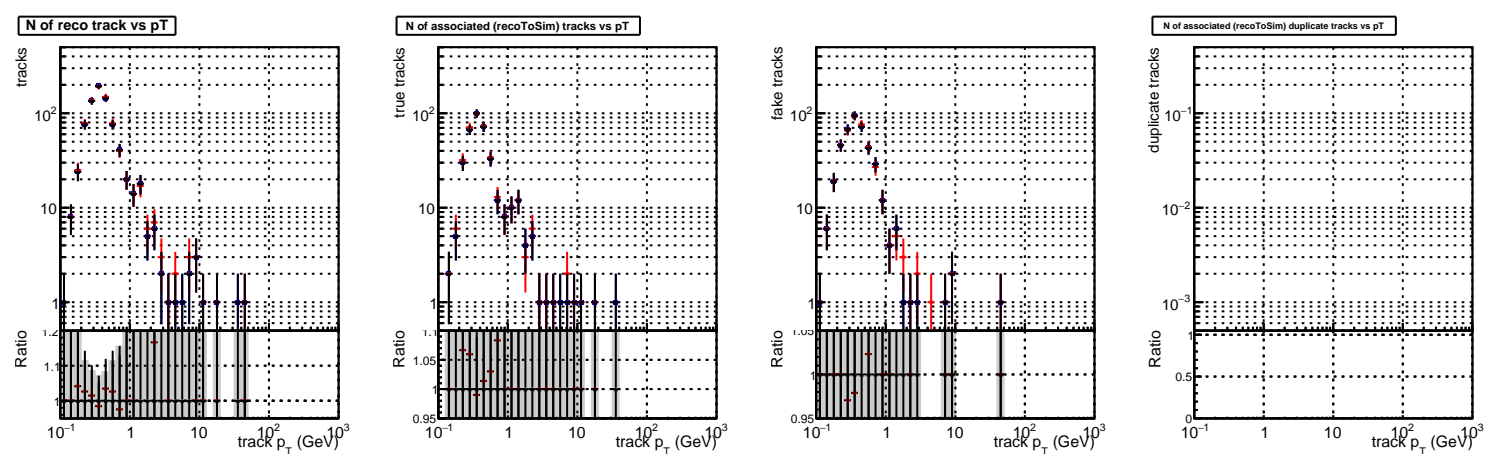 N of reco track vs pT
tracks
10²
10
1
Ratio
1.2
1.1
1
10⁻¹ 1 10 10² 10³
track p_T (GeV)
N of associated (recoToSim) tracks vs pT
true tracks
10²
10
1
Ratio
1.1
1.05
1
0.95
10⁻¹ 1 10 10² 10³
track p_T (GeV)
fake tracks
10²
10
1
Ratio
1.05
1
0.95
10⁻¹ 1 10 10² 10³
track p_T (GeV)
N of associated (recoToSim) duplicate tracks vs pT
duplicate tracks
10⁻¹
10⁻²
10⁻³
Ratio
1
0.5
0
10⁻¹ 1 10 10² 10³
track p_T (GeV)